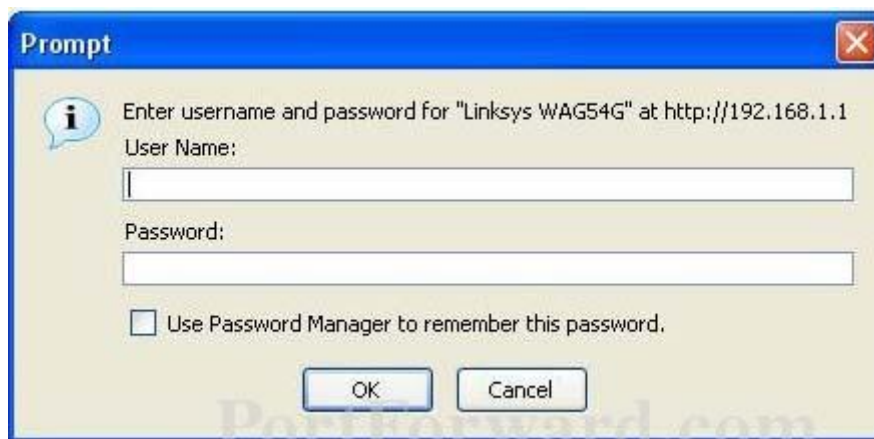 Prompt
Enter username and password for "Linksys WAG54G" at http://192.168.1.1
User Name:
Password:
Use Password Manager to remember this password.
OK Cancel
PortForward.com